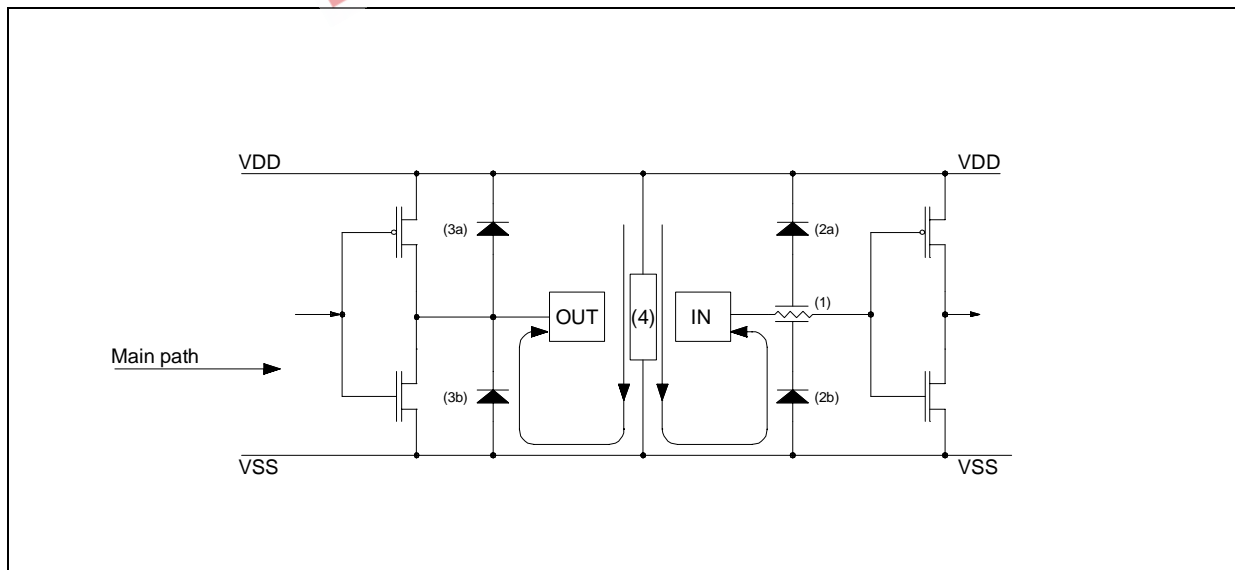 VDD VDD
(3a) (2a)
(1)
OUT (4) IN
Main path
(3b) (2b)
VSS VSS